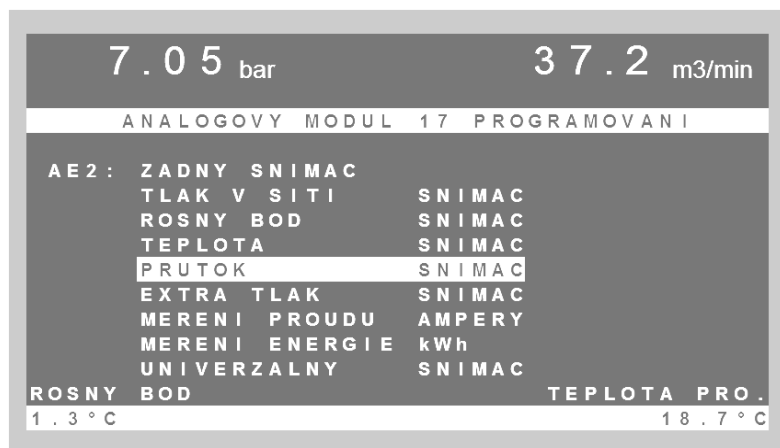 7.05 bar 37.2 m3/min
ANALOGOVY MODUL 17 PROGRAMOVANI
AE2: ZADNY SNIMAC
TLAK V SITI SNIMAC
ROSNY BOD SNIMAC
TEPLOTA SNIMAC
PRUTOK SNIMAC
EXTRA TLAK SNIMAC
MERENI PROUDU AMPERY
MERENI ENERGIE kWh
UNIVERZALNY SNIMAC
ROSNY BOD TEPLOTA PRO.
1.3°C 18.7°C